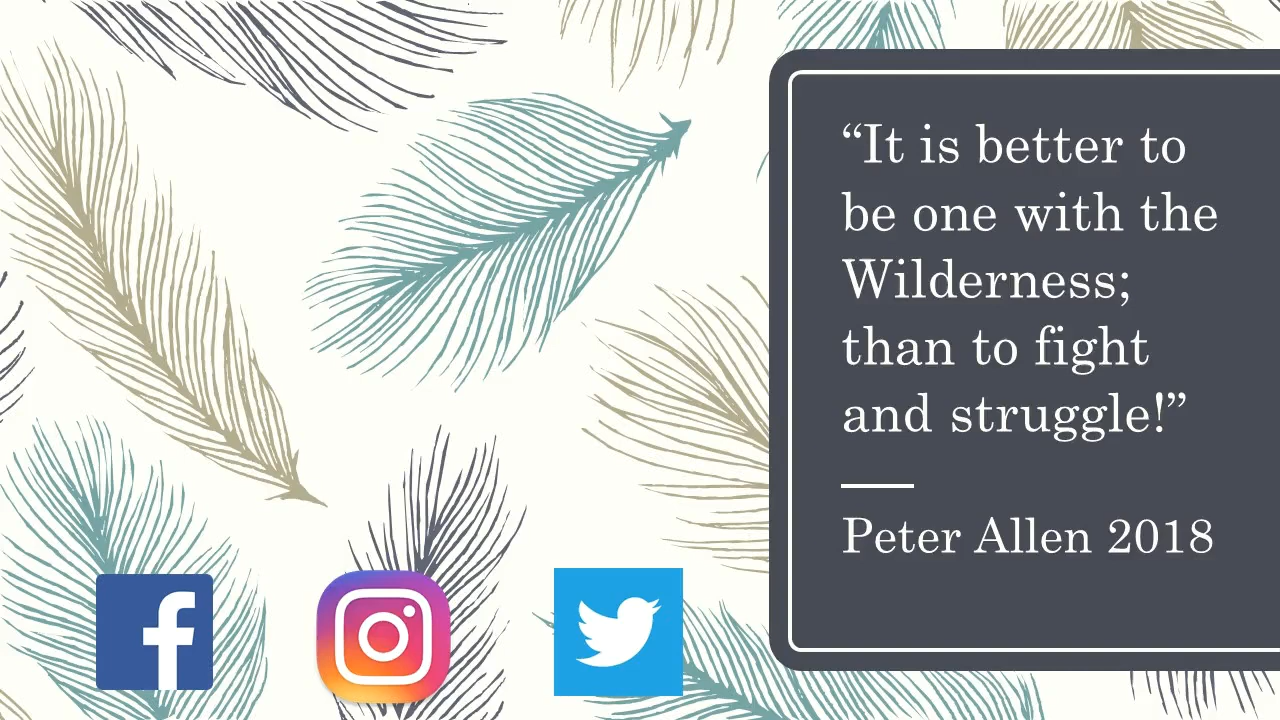 “It is better to
be one with the
Wilderness;
than to fight
and struggle!”
Peter Allen 2018